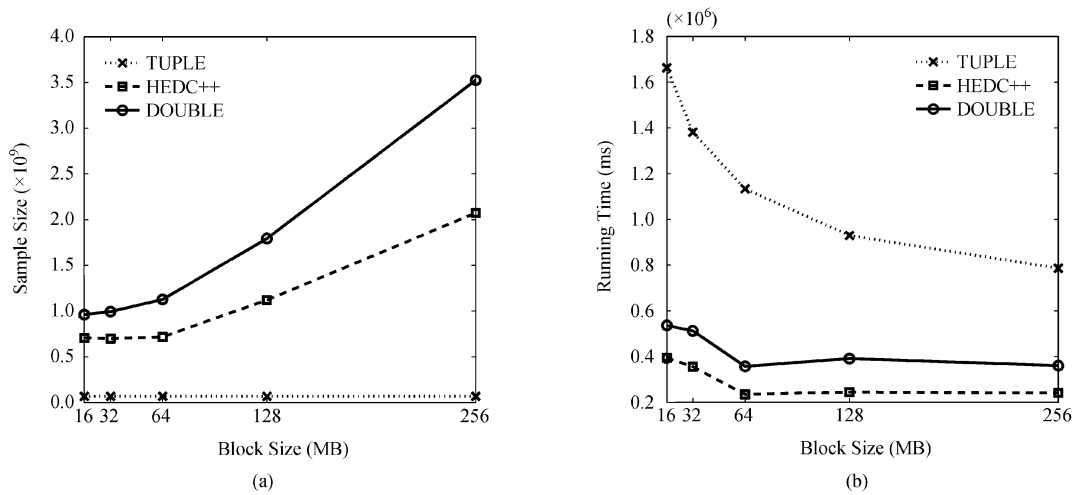 4.0
3.5
3.0
2.5
2.0
1.5
1.0
0.5
0.0
Sample Size (×10⁹)
TUPLE
HEDC++
DOUBLE
16 32 64 128 256
Block Size (MB)
(a)
(×10⁶)
1.8
1.6
1.4
1.2
1.0
0.8
0.6
0.4
0.2
Running Time (ms)
TUPLE
HEDC++
DOUBLE
16 32 64 128 256
Block Size (MB)
(b)